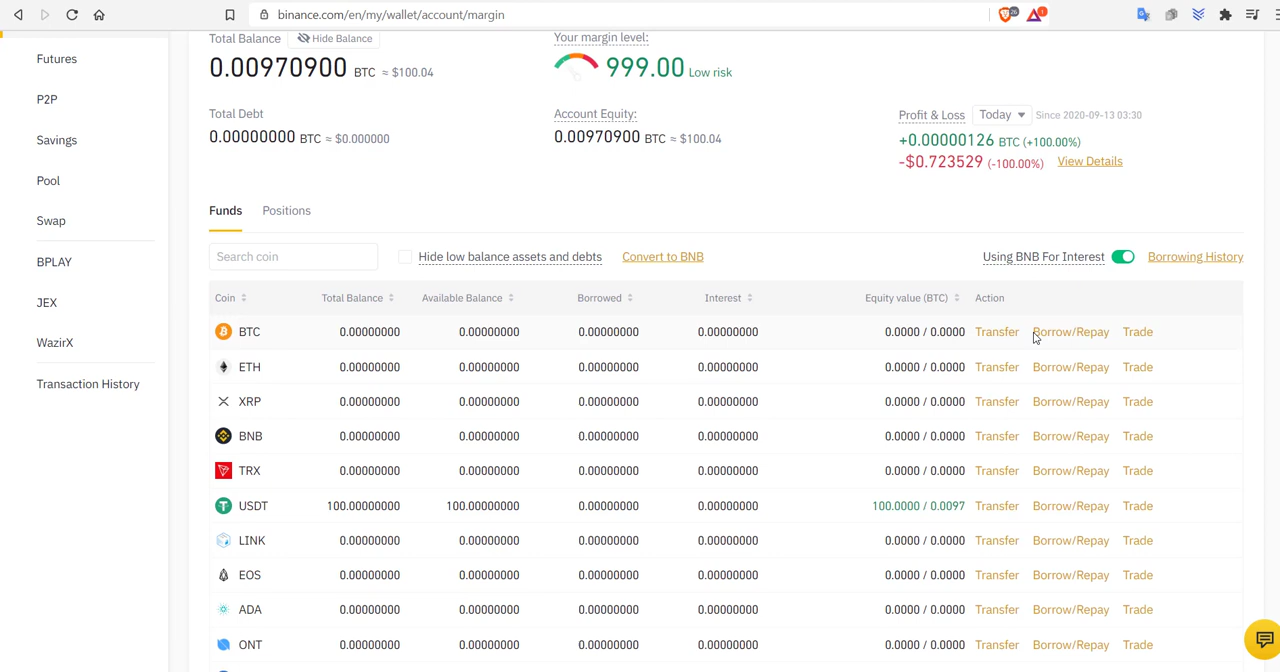 binance.com/en/my/wallet/account/margin
26
1
Futures
P2P
Savings
Pool
Swap
BPLAY
JEX
WazirX
Transaction History
Total Balance Hide Balance
0.00970900 BTC ≈ $100.04
Your margin level:
999.00 Low risk
Total Debt
0.00000000 BTC ≈ $0.000000
Account Equity:
0.00970900 BTC ≈ $100.04
Profit & Loss Today Since 2020-09-13 03:30
+0.00000126 BTC (+100.00%)
-$0.723529 (-100.00%) View Details
Funds Positions
Search coin Hide low balance assets and debts Convert to BNB Using BNB For Interest Borrowing History
Coin Total Balance Available Balance Borrowed Interest Equity value (BTC) Action
BTC 0.00000000 0.00000000 0.00000000 0.00000000 0.0000 / 0.0000 Transfer Borrow/Repay Trade
ETH 0.00000000 0.00000000 0.00000000 0.00000000 0.0000 / 0.0000 Transfer Borrow/Repay Trade
XRP 0.00000000 0.00000000 0.00000000 0.00000000 0.0000 / 0.0000 Transfer Borrow/Repay Trade
BNB 0.00000000 0.00000000 0.00000000 0.00000000 0.0000 / 0.0000 Transfer Borrow/Repay Trade
TRX 0.00000000 0.00000000 0.00000000 0.00000000 0.0000 / 0.0000 Transfer Borrow/Repay Trade
USDT 100.00000000 100.00000000 0.00000000 0.00000000 100.0000 / 0.0097 Transfer Borrow/Repay Trade
LINK 0.00000000 0.00000000 0.00000000 0.00000000 0.0000 / 0.0000 Transfer Borrow/Repay Trade
EOS 0.00000000 0.00000000 0.00000000 0.00000000 0.0000 / 0.0000 Transfer Borrow/Repay Trade
ADA 0.00000000 0.00000000 0.00000000 0.00000000 0.0000 / 0.0000 Transfer Borrow/Repay Trade
ONT 0.00000000 0.00000000 0.00000000 0.00000000 0.0000 / 0.0000 Transfer Borrow/Repay Trade